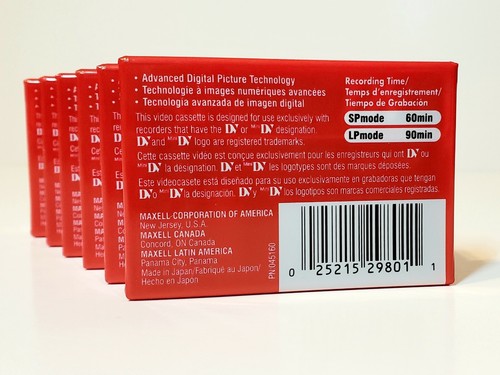 • Advanced Digital Picture Technology
• Technologie à images numériques avancées
• Tecnologia avanzada de imagen digital
This video cassette is designed for use exclusively with
recorders that have the DV or Mini DV designation.
DV and Mini DV logo are registered trademarks.
Cette cassette video est conçue exclusivement pour les enregistreurs qui ont DV ou
Mini DV la désignation. DV et Mini DV les logotypes sont des marques déposées.
Este videocasete está diseñado para su uso exclusivamente en grabadoras que tengan
DV o Mini DV la designación. DV y Mini DV los logotipos son marcas comerciales registradas.
MAXELL CORPORATION OF AMERICA
New Jersey, U.S.A.
MAXELL CANADA
Concord, ON Canada
MAXELL LATIN AMERICA
Panama City, Panama
Made in Japan/Fabriqué au Japon/
Hecho en Japón
Recording Time/
Temps d'enregistrement/
Tiempo de Grabación
SPmode 60min
LPmode 90min
PN.045160
0 25215 29801 1